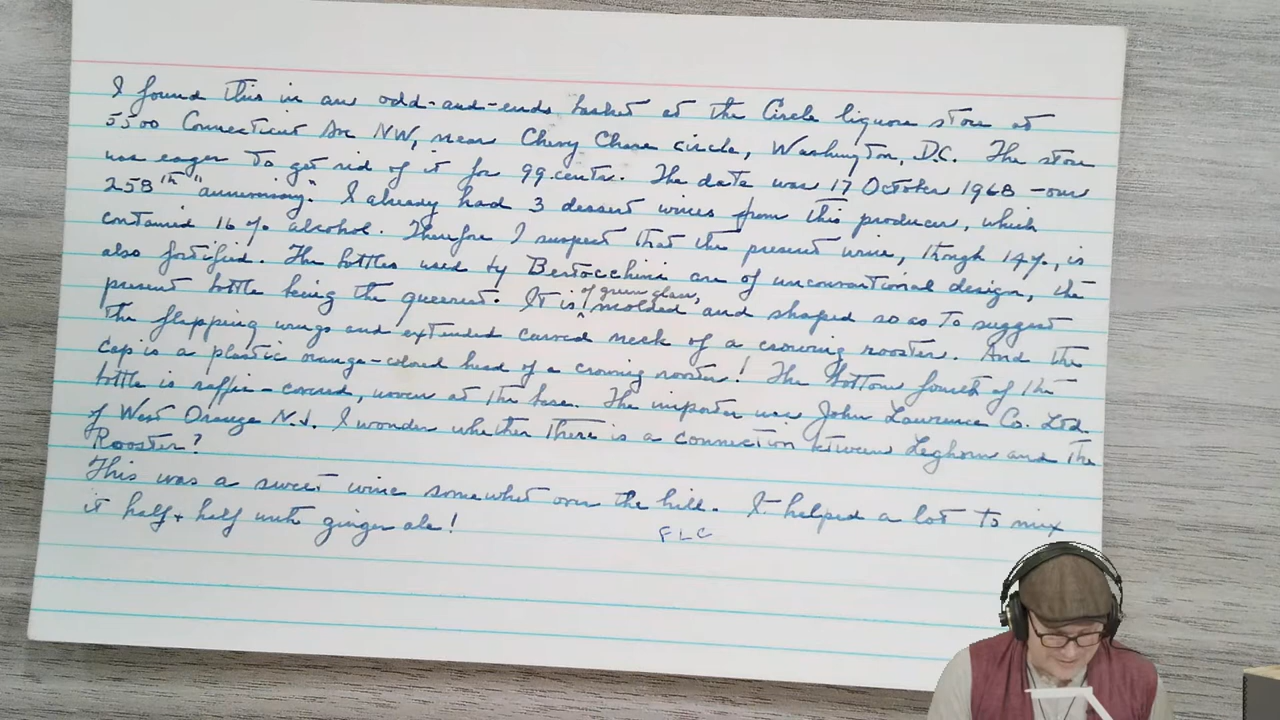 I found this in an odd-and-ends basket at the Circle liquor store at
5500 Connecticut Ave NW, near Chevy Chase circle, Washington, D.C. The store
was eager to get rid of it for 99 cents. The date was 17 October 1968 - our
258th "anniversary". I already had 3 dessert wines from this producer, which
contained 16% alcohol. Therefore I suspect that the present wine, though 14%, is
also fortified. The bottles used by Bertocchini are of unconventional design, the
present bottle being the queerest. It is of green glass, molded and shaped so as to suggest
the flapping wings and extended curved neck of a crowing rooster. And the
cap is a plastic orange-colored head of a crowing rooster! The bottom fourth of the
bottle is raffia-covered, woven at the base. The importer was John Lawrence Co. Ltd.
of West Orange N.J. I wonder whether there is a connection between Leghorn and the
Rooster?
This was a sweet wine somewhat over the hill. It helped a lot to mix
it half + half with ginger ale!
FLC